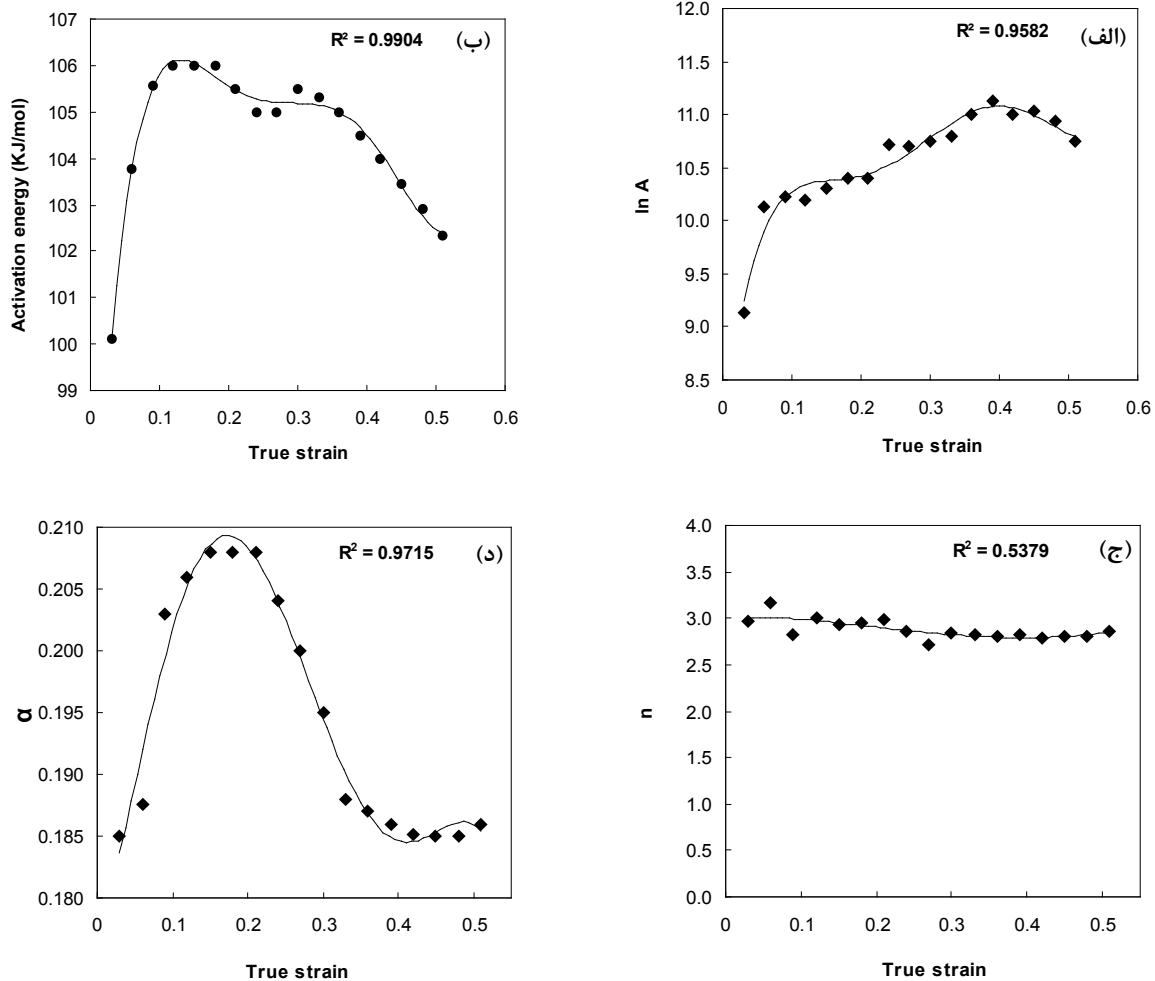 R² = 0.9904 (ب)
107
106
105
104
103
102
101
100
99
Activation energy (KJ/mol)
0 0.1 0.2 0.3 0.4 0.5 0.6
True strain
R² = 0.9582 (الف)
12.0
11.5
11.0
10.5
10.0
9.5
9.0
8.5
ln A
0 0.1 0.2 0.3 0.4 0.5 0.6
True strain
R² = 0.9715 (د)
0.210
0.205
0.200
0.195
0.190
0.185
0.180
α
0 0.1 0.2 0.3 0.4 0.5
True strain
R² = 0.5379 (ج)
4.0
3.5
3.0
2.5
2.0
1.5
1.0
0.5
0.0
n
0 0.1 0.2 0.3 0.4 0.5
True strain